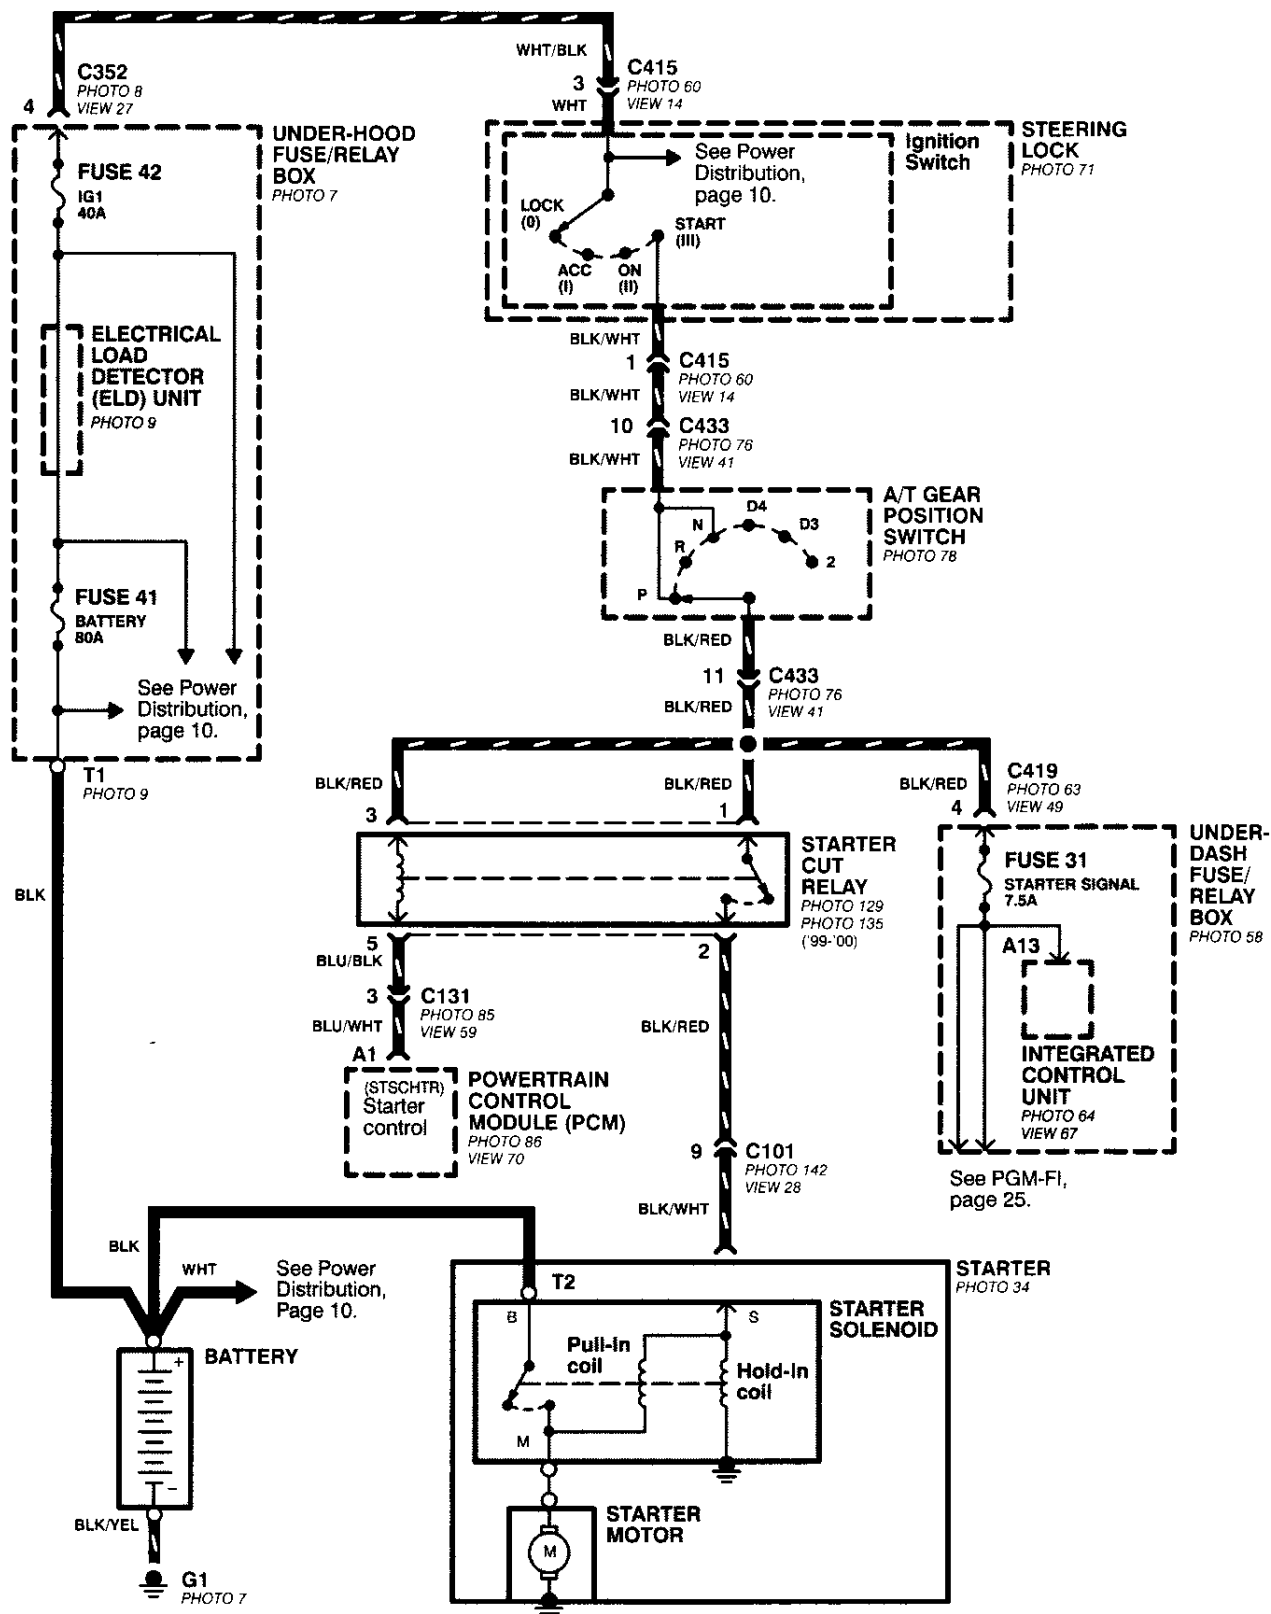 WHT/BLK
C352
PHOTO 8
VIEW 27
4
3
C415
PHOTO 60
VIEW 14
WHT
UNDER-HOOD
FUSE/RELAY
BOX
PHOTO 7
FUSE 42
IG1
40A
ELECTRICAL
LOAD
DETECTOR
(ELD) UNIT
PHOTO 9
FUSE 41
BATTERY
80A
See Power
Distribution,
page 10.
T1
PHOTO 9
BLK
STEERING
LOCK
PHOTO 71
Ignition
Switch
See Power
Distribution,
page 10.
LOCK
(0)
ACC
(I)
ON
(II)
START
(III)
BLK/WHT
1
C415
PHOTO 60
VIEW 14
BLK/WHT
10
C433
PHOTO 76
VIEW 41
BLK/WHT
A/T GEAR
POSITION
SWITCH
PHOTO 78
P
R
N
D4
D3
2
BLK/RED
11
C433
PHOTO 76
VIEW 41
BLK/RED
BLK/RED
3
BLK/RED
1
BLK/RED
4
C419
PHOTO 63
VIEW 49
STARTER
CUT
RELAY
PHOTO 129
PHOTO 135
('99-'00)
UNDER-
DASH
FUSE/
RELAY
BOX
PHOTO 58
FUSE 31
STARTER SIGNAL
7.5A
A13
INTEGRATED
CONTROL
UNIT
PHOTO 64
VIEW 67
See PGM-FI,
page 25.
5
BLU/BLK
3
C131
PHOTO 85
VIEW 59
BLU/WHT
A1
(STSCHTR)
Starter
control
POWERTRAIN
CONTROL
MODULE (PCM)
PHOTO 86
VIEW 70
2
BLK/RED
9
C101
PHOTO 142
VIEW 28
BLK/WHT
BLK
WHT
See Power
Distribution,
Page 10.
BATTERY
+
−
BLK/YEL
G1
PHOTO 7
STARTER
PHOTO 34
T2
STARTER
SOLENOID
B
S
Pull-in
coil
Hold-in
coil
M
STARTER
MOTOR
M